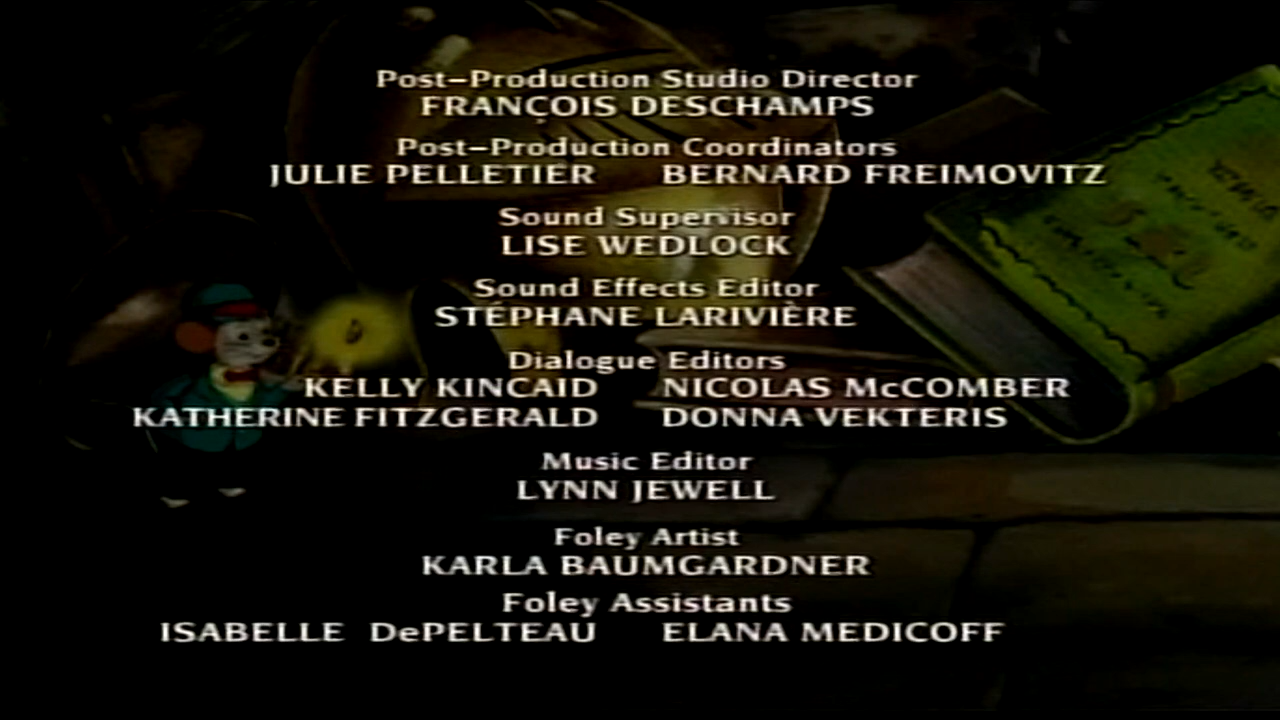 Post-Production Studio Director
FRANÇOIS DESCHAMPS
Post-Production Coordinators
JULIE PELLETIER BERNARD FREIMOVITZ
Sound Supervisor
LISE WEDLOCK
Sound Effects Editor
STÉPHANE LARIVIÈRE
Dialogue Editors
KELLY KINCAID NICOLAS McCOMBER
KATHERINE FITZGERALD DONNA VEKTERIS
Music Editor
LYNN JEWELL
Foley Artist
KARLA BAUMGARDNER
Foley Assistants
ISABELLE DePELTEAU ELANA MEDICOFF